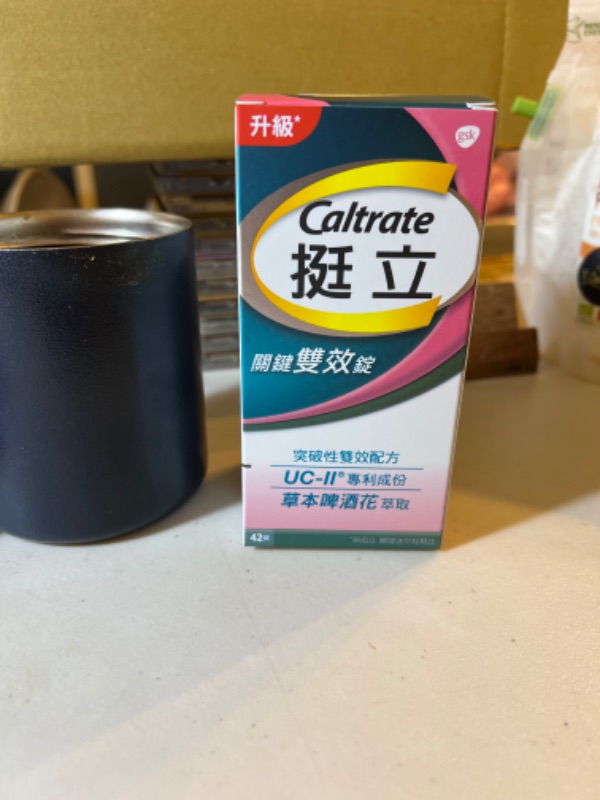 升級*
gsk
Caltrate
挺立
關鍵雙效錠
突破性雙效配方
UC-II® 專利成份
草本啤酒花 萃取
42錠